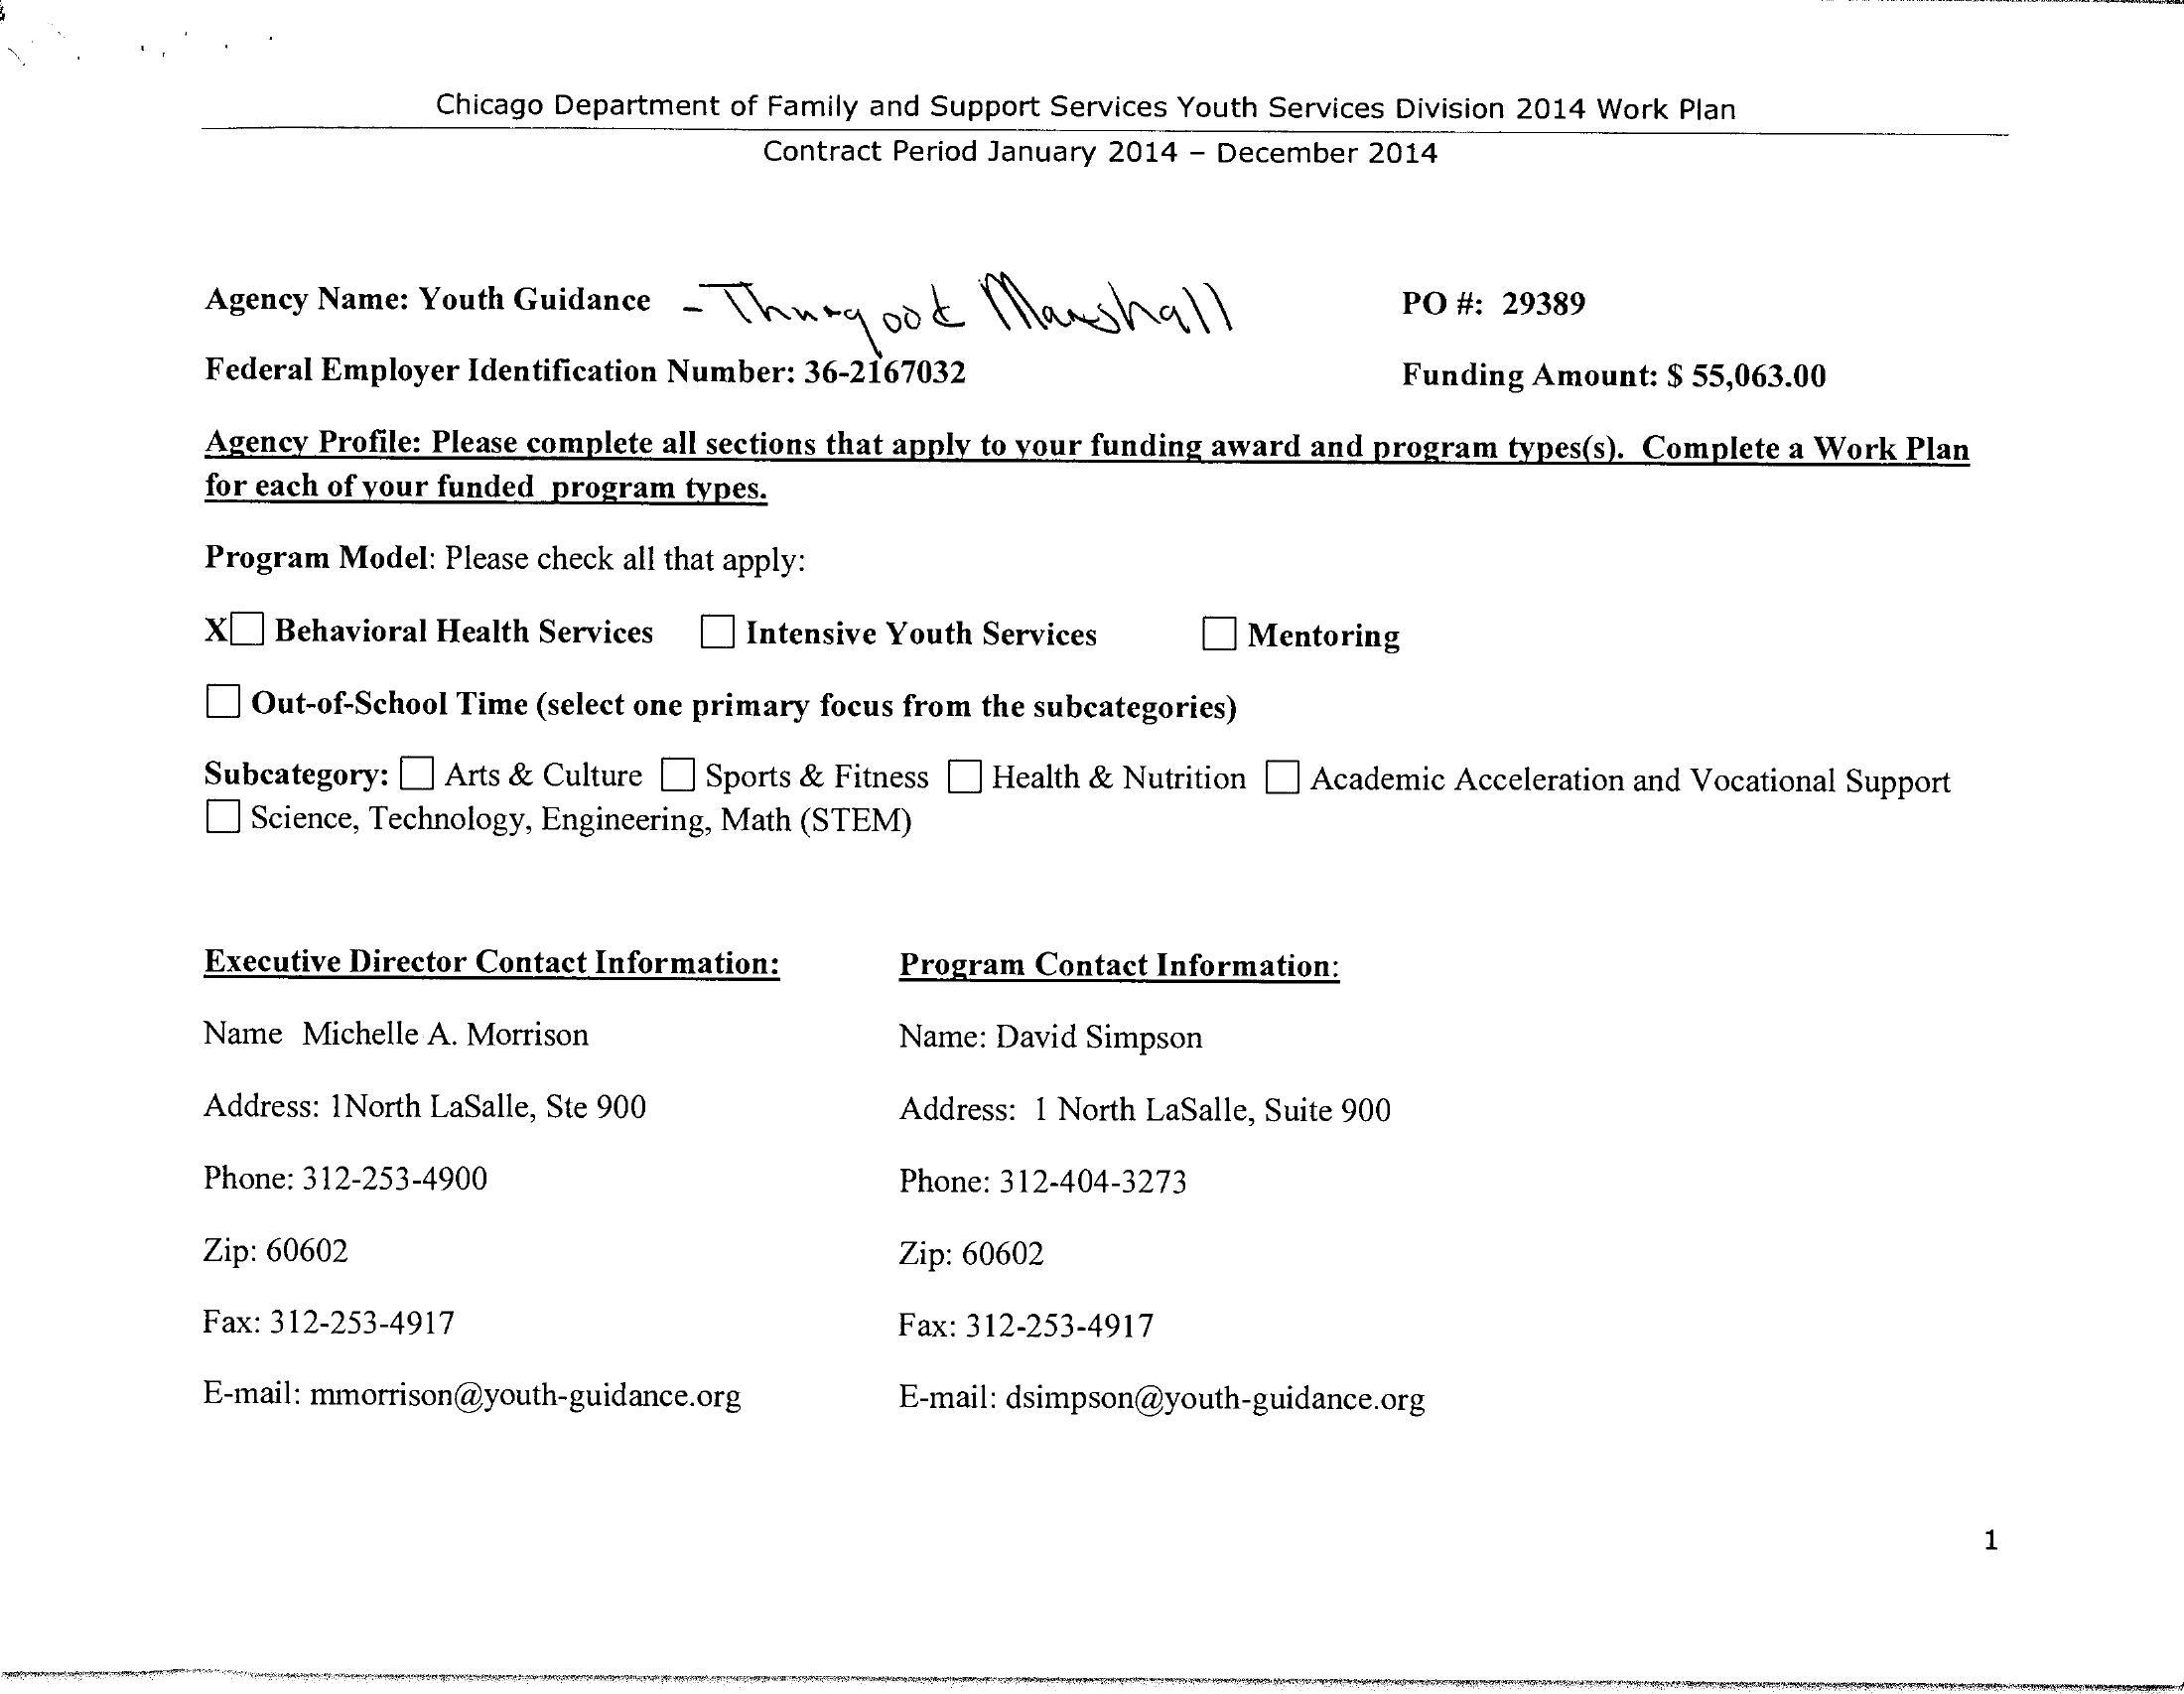 Chicago Department of Family and Support Services Youth Services Division 2014 Work Plan
Contract Period January 2014 – December 2014
Agency Name: Youth Guidance - Thurgood Marshall PO #: 29389
Federal Employer Identification Number: 36-2167032 Funding Amount: $ 55,063.00
Agency Profile: Please complete all sections that apply to your funding award and program types(s). Complete a Work Plan
for each of your funded program types.
Program Model: Please check all that apply:
X☐ Behavioral Health Services ☐ Intensive Youth Services ☐ Mentoring
☐ Out-of-School Time (select one primary focus from the subcategories)
Subcategory: ☐ Arts & Culture ☐ Sports & Fitness ☐ Health & Nutrition ☐ Academic Acceleration and Vocational Support
☐ Science, Technology, Engineering, Math (STEM)
Executive Director Contact Information: Program Contact Information:
Name Michelle A. Morrison Name: David Simpson
Address: 1North LaSalle, Ste 900 Address: 1 North LaSalle, Suite 900
Phone: 312-253-4900 Phone: 312-404-3273
Zip: 60602 Zip: 60602
Fax: 312-253-4917 Fax: 312-253-4917
E-mail: mmorrison@youth-guidance.org E-mail: dsimpson@youth-guidance.org
1